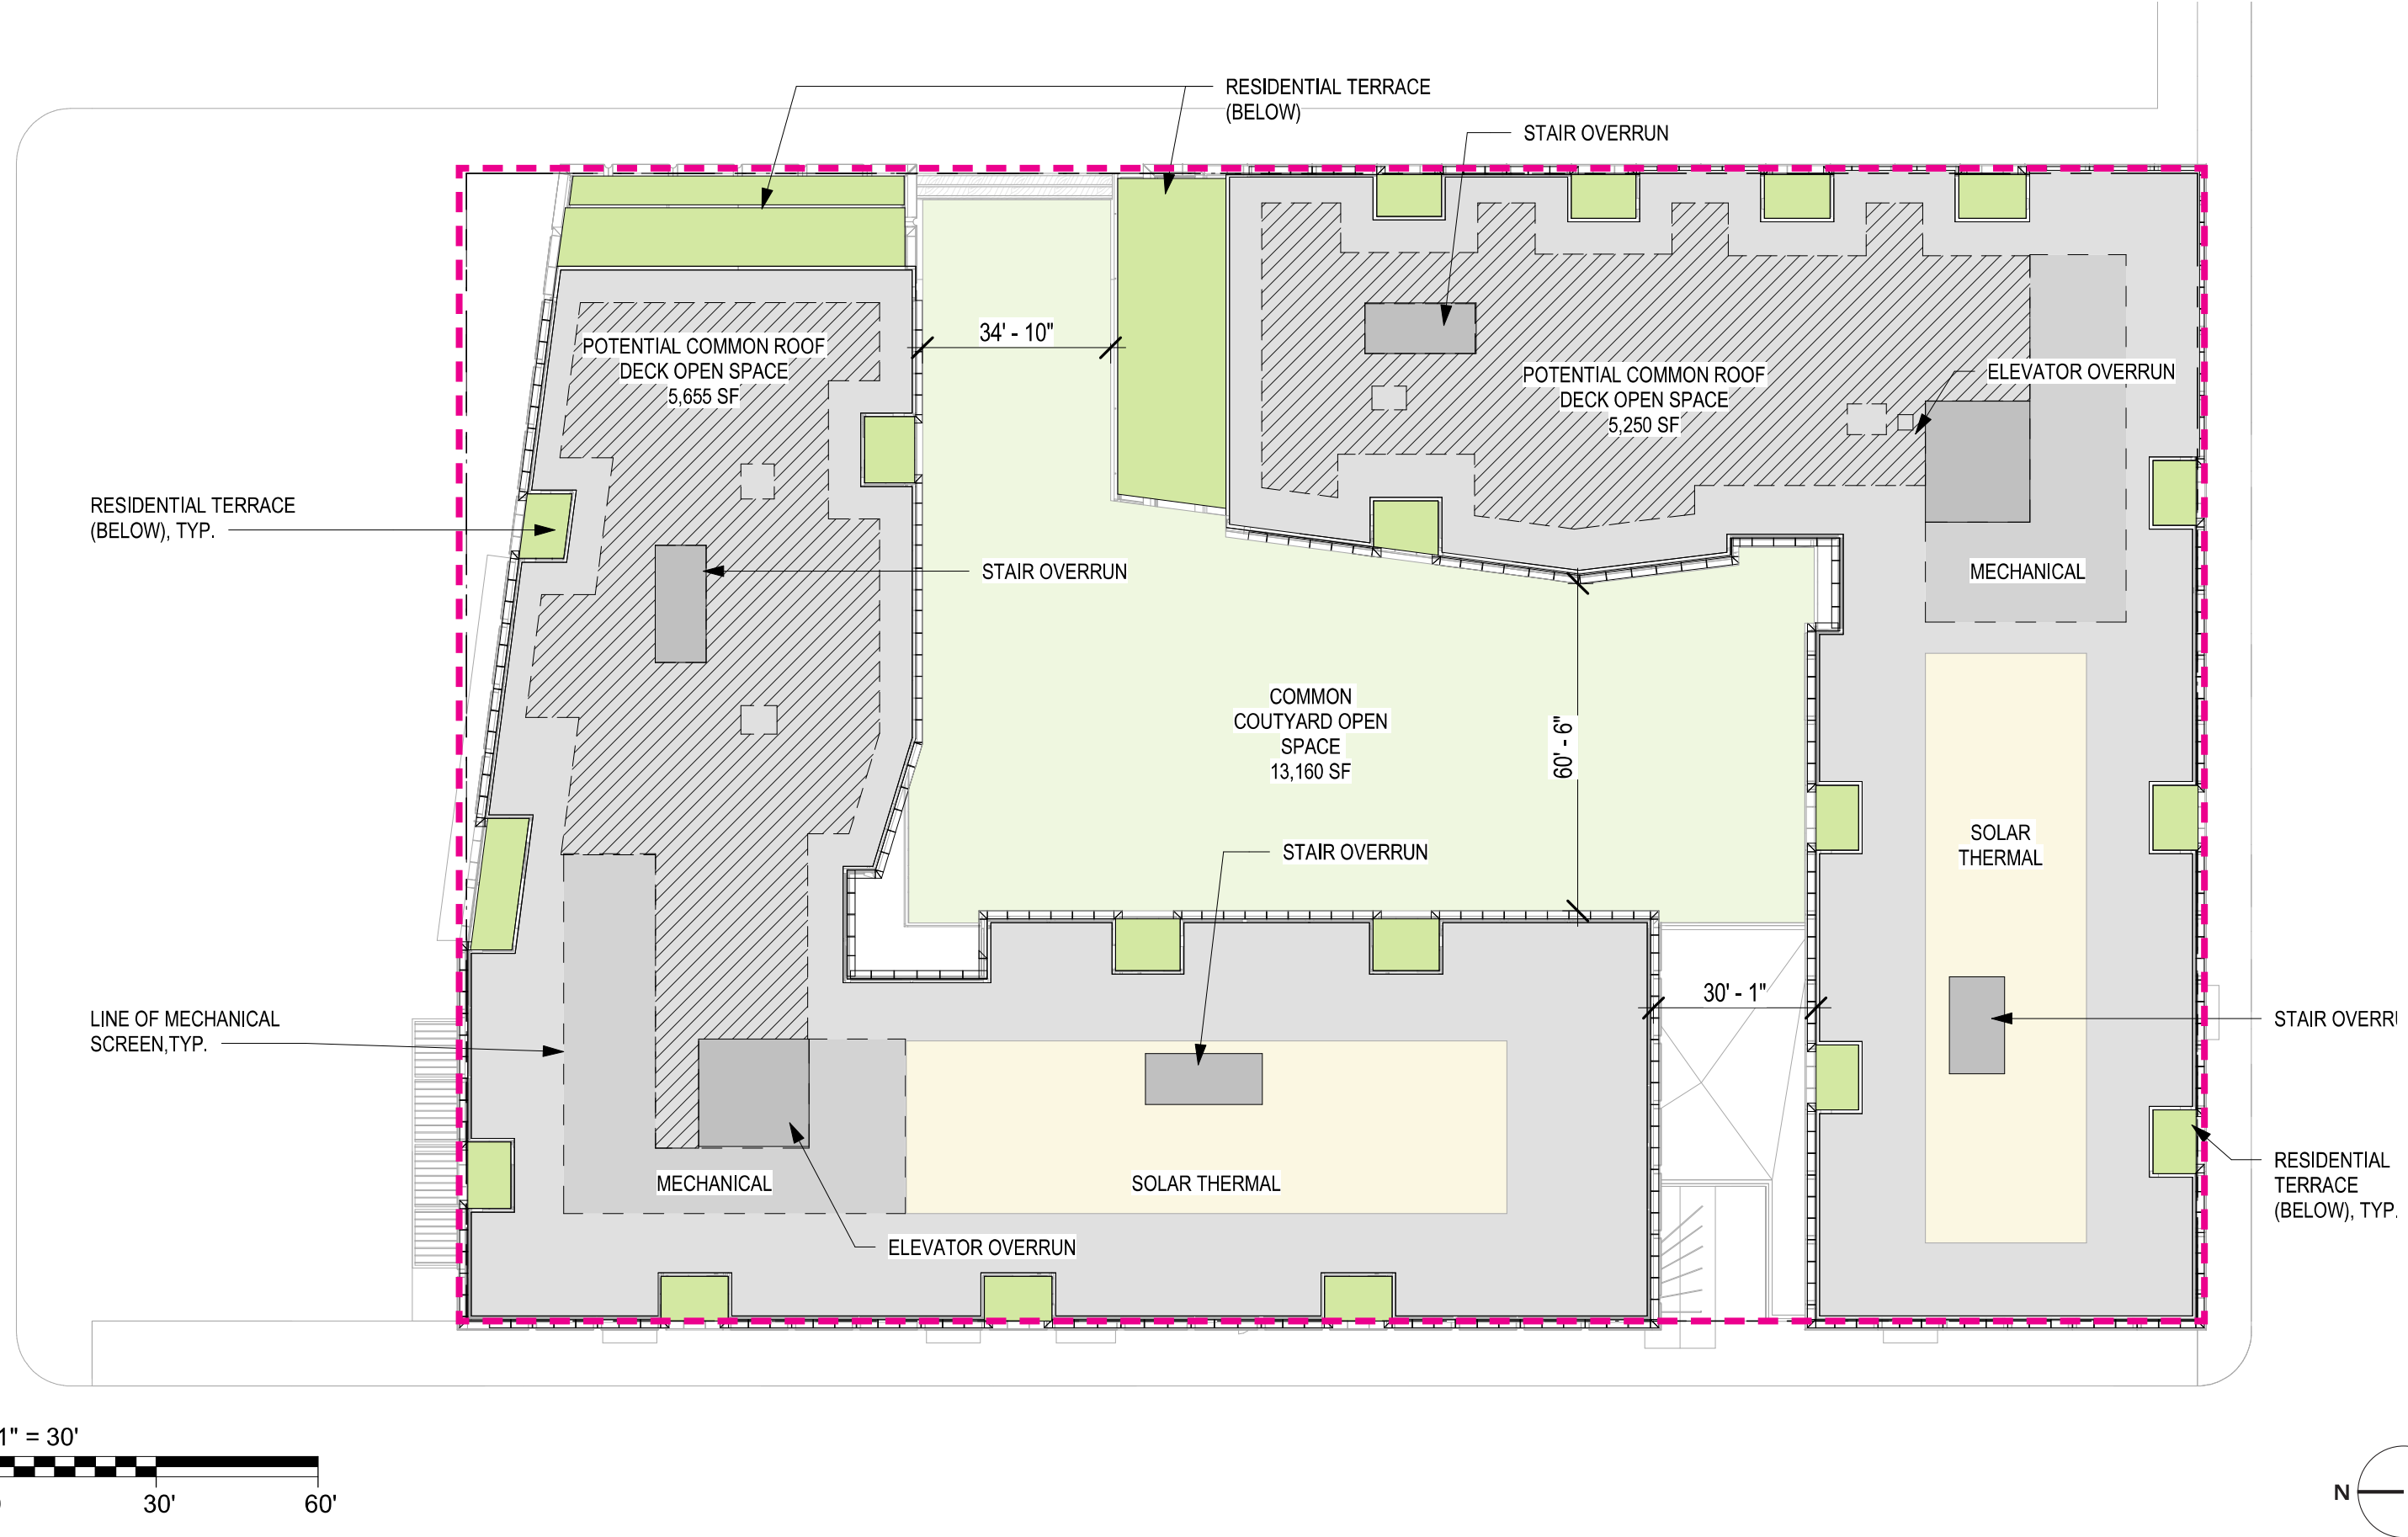 RESIDENTIAL TERRACE
(BELOW)
STAIR OVERRUN
34' - 10"
POTENTIAL COMMON ROOF
DECK OPEN SPACE
5,655 SF
POTENTIAL COMMON ROOF
DECK OPEN SPACE
5,250 SF
ELEVATOR OVERRUN
RESIDENTIAL TERRACE
(BELOW), TYP.
STAIR OVERRUN
MECHANICAL
COMMON
COUTYARD OPEN
SPACE
13,160 SF
60' - 6"
STAIR OVERRUN
SOLAR
THERMAL
30' - 1"
LINE OF MECHANICAL
SCREEN,TYP.
STAIR OVERRU
MECHANICAL
SOLAR THERMAL
RESIDENTIAL
TERRACE
(BELOW), TYP.
ELEVATOR OVERRUN
1" = 30'
30'
60'
N